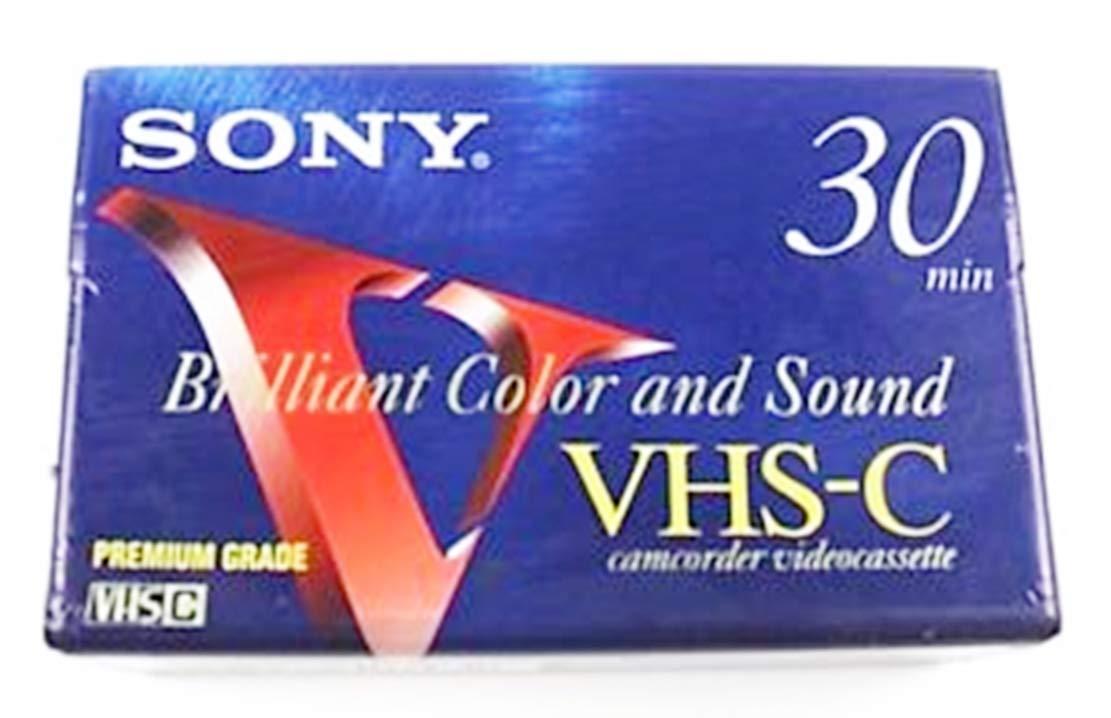 SONY®
30
min
Brilliant Color and Sound
VHS-C
camcorder videocassette
PREMIUM GRADE
VHS C